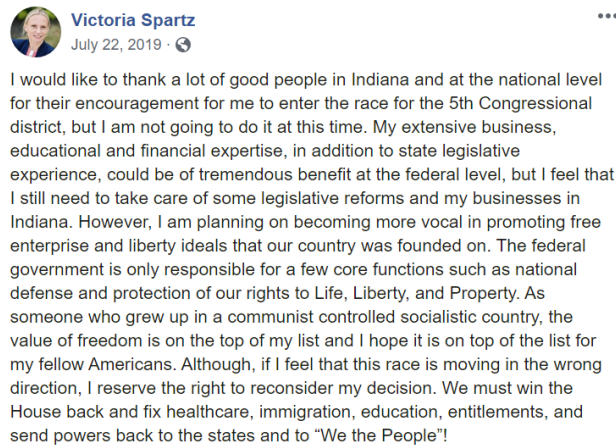 Victoria Spartz
July 22, 2019 ·
I would like to thank a lot of good people in Indiana and at the national level
for their encouragement for me to enter the race for the 5th Congressional
district, but I am not going to do it at this time. My extensive business,
educational and financial expertise, in addition to state legislative
experience, could be of tremendous benefit at the federal level, but I feel that
I still need to take care of some legislative reforms and my businesses in
Indiana. However, I am planning on becoming more vocal in promoting free
enterprise and liberty ideals that our country was founded on. The federal
government is only responsible for a few core functions such as national
defense and protection of our rights to Life, Liberty, and Property. As
someone who grew up in a communist controlled socialistic country, the
value of freedom is on the top of my list and I hope it is on top of the list for
my fellow Americans. Although, if I feel that this race is moving in the wrong
direction, I reserve the right to reconsider my decision. We must win the
House back and fix healthcare, immigration, education, entitlements, and
send powers back to the states and to “We the People”!